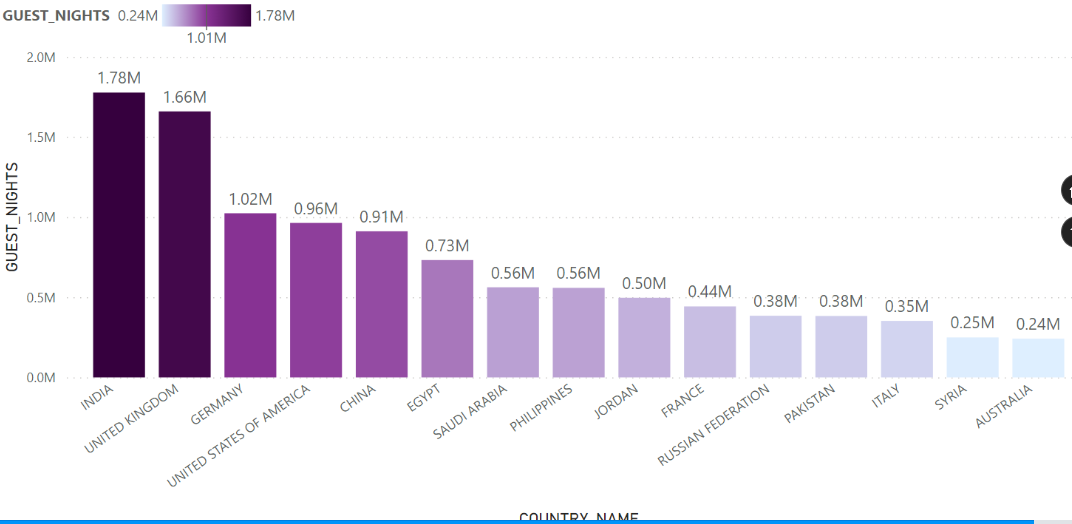 GUEST_NIGHTS 0.24M 1.78M
1.01M
2.0M
1.5M
1.0M
0.5M
0.0M
GUEST_NIGHTS
1.78M
1.66M
1.02M
0.96M
0.91M
0.73M
0.56M
0.56M
0.50M
0.44M
0.38M
0.38M
0.35M
0.25M
0.24M
INDIA
UNITED KINGDOM
GERMANY
UNITED STATES OF AMERICA
CHINA
EGYPT
SAUDI ARABIA
PHILIPPINES
JORDAN
FRANCE
RUSSIAN FEDERATION
PAKISTAN
ITALY
SYRIA
AUSTRALIA
COUNTRY_NAME